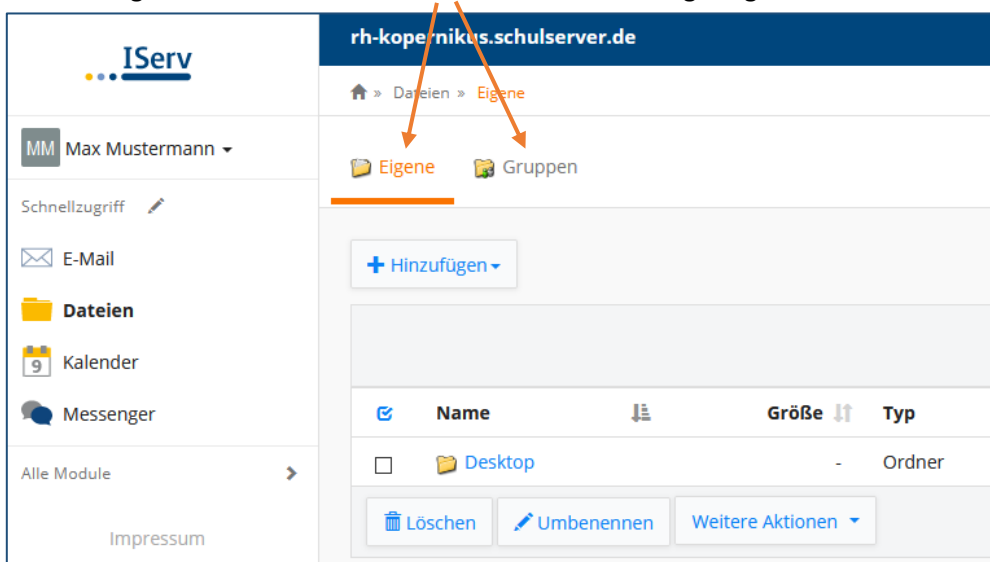 IServ
rh-kopernikus.schulserver.de
» Dateien » Eigene
MM Max Mustermann
Eigene Gruppen
Schnellzugriff
E-Mail
Hinzufügen
Dateien
9 Kalender
Messenger
Name Größe Typ
Desktop - Ordner
Alle Module
Löschen Umbenennen Weitere Aktionen
Impressum